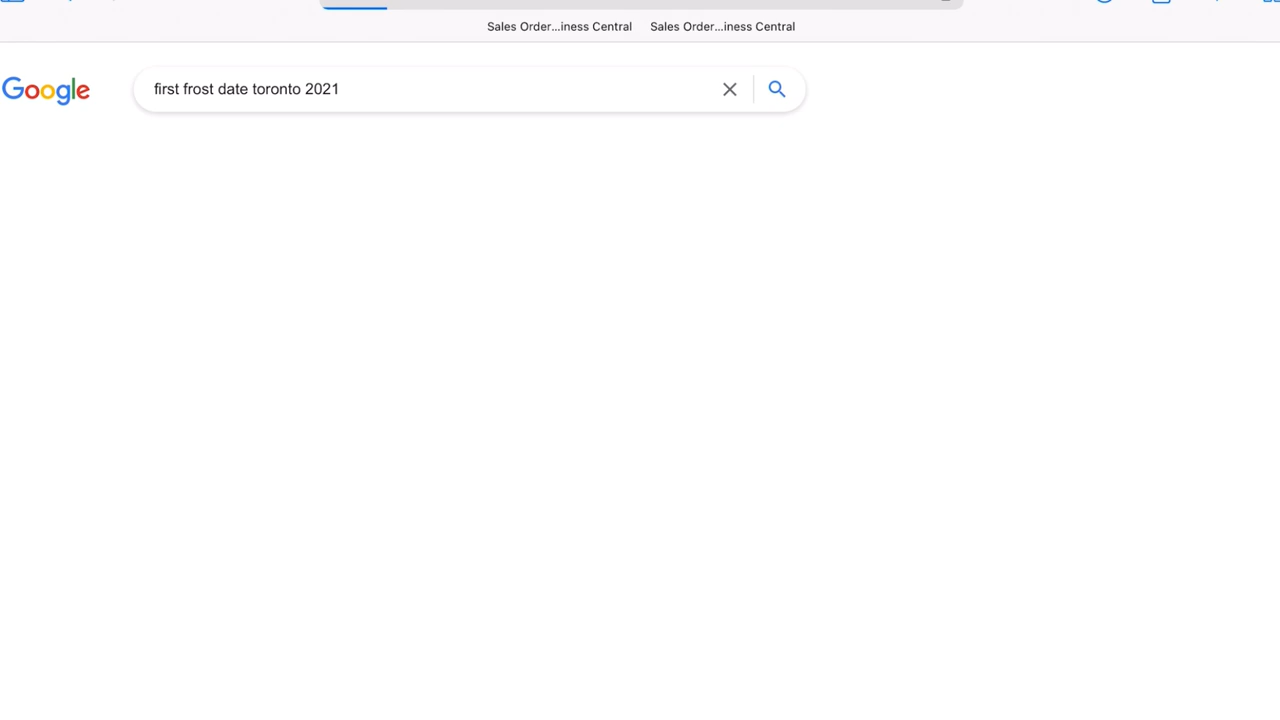 Sales Order...iness Central Sales Order...iness Central
Google first frost date toronto 2021